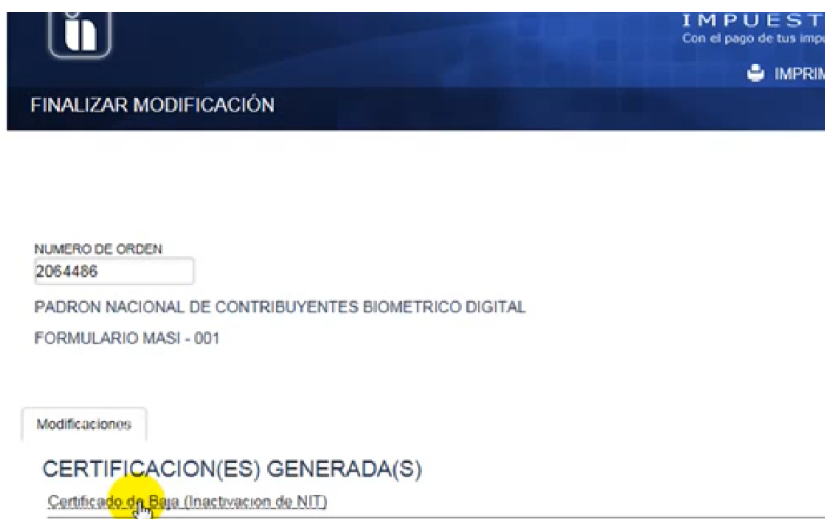 IMPUEST
Con el pago de tus impu
IMPRIM
FINALIZAR MODIFICACIÓN
NUMERO DE ORDEN
2064486
PADRON NACIONAL DE CONTRIBUYENTES BIOMETRICO DIGITAL
FORMULARIO MASI - 001
Modificaciones
CERTIFICACION(ES) GENERADA(S)
Certificado de Baja (Inactivacion de NIT)